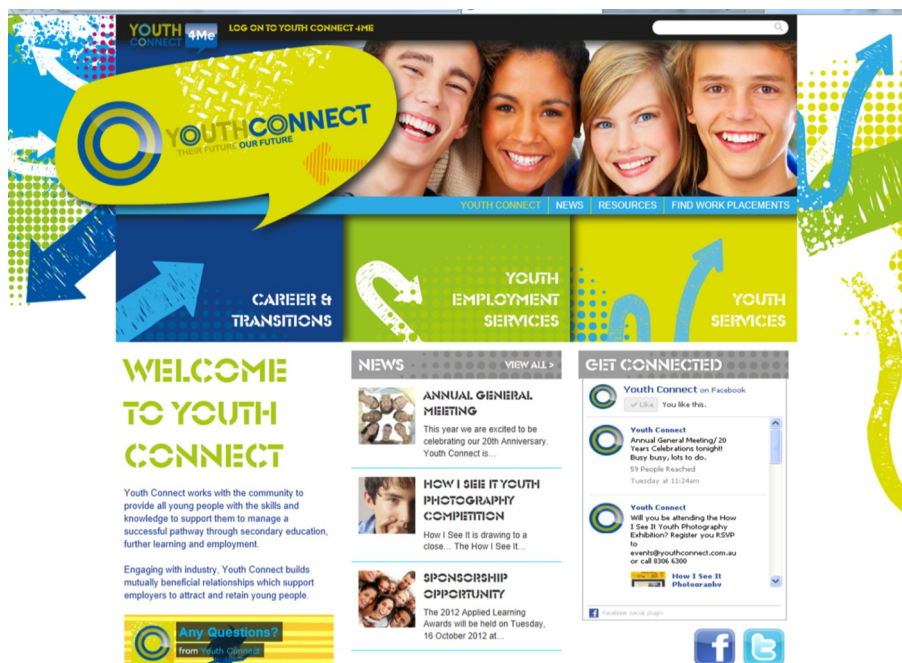 YOUTH
CONNECT
4Me
LOG ON TO YOUTH CONNECT 4ME
YOUTHCONNECT
THEIR FUTURE OUR FUTURE
YOUTH CONNECT
NEWS
RESOURCES
FIND WORK PLACEMENTS
CAREER &
TRANSITIONS
YOUTH
EMPLOYMENT
SERVICES
YOUTH
SERVICES
WELCOME
TO YOUTH
CONNECT
Youth Connect works with the community to
provide all young people with the skills and
knowledge to support them to manage a
successful pathway through secondary education,
further learning and employment.
Engaging with industry, Youth Connect builds
mutually beneficial relationships which support
employers to attract and retain young people.
Any Questions?
from Youth Connect
NEWS
VIEW ALL >
ANNUAL GENERAL
MEETING
This year we are excited to be
celebrating our 20th Anniversary.
Youth Connect is...
HOW I SEE IT YOUTH
PHOTOGRAPHY
COMPETITION
How I See It is drawing to a
close... The How I See It...
SPONSORSHIP
OPPORTUNITY
The 2012 Applied Learning
Awards will be held on Tuesday,
16 October 2012 at...
GET CONNECTED
Youth Connect on Facebook
Like You like this.
Youth Connect
Annual General Meeting/ 20
Years Celebrations tonight!!
Busy busy, lots to do.
59 People Reached
Tuesday at 11:24am
Youth Connect
Will you be attending the How
I See It Youth Photography
Exhibition? Register you RSVP
to
events@youthconnect.com.au
or call 8306 6300
How I See It
Photography
Facebook social plugin